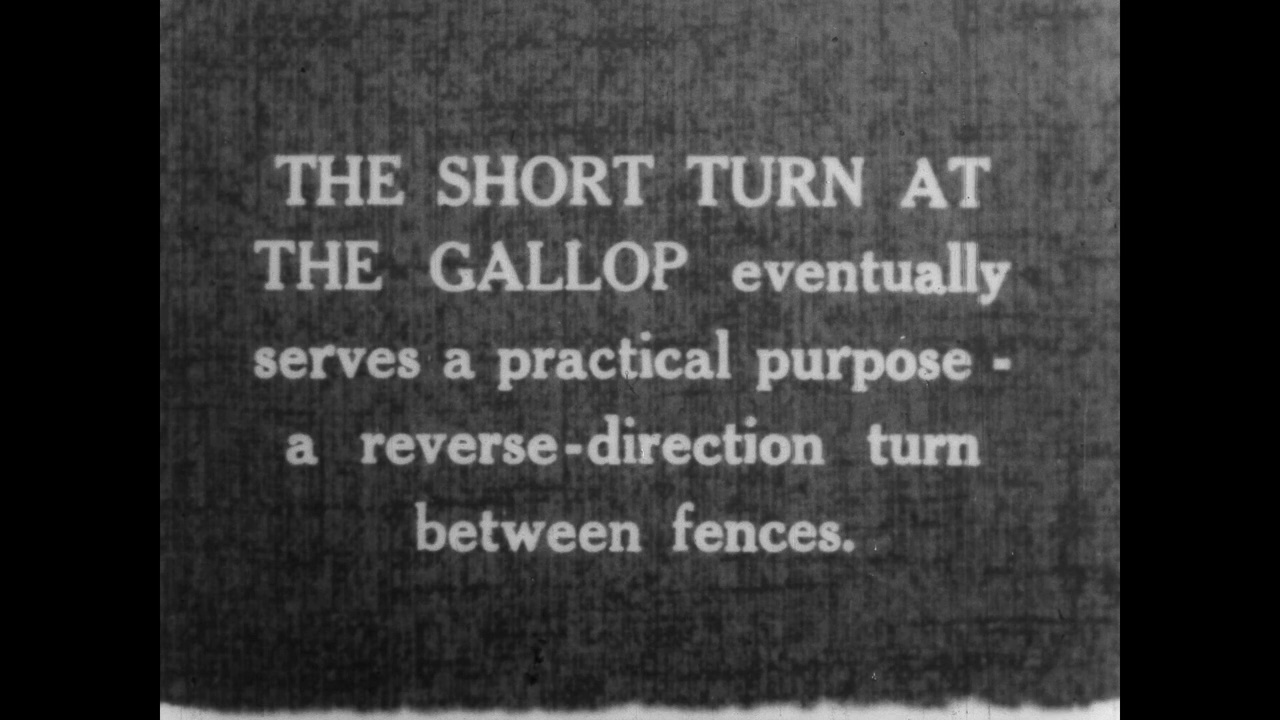 THE SHORT TURN AT
THE GALLOP eventually
serves a practical purpose -
a reverse-direction turn
between fences.